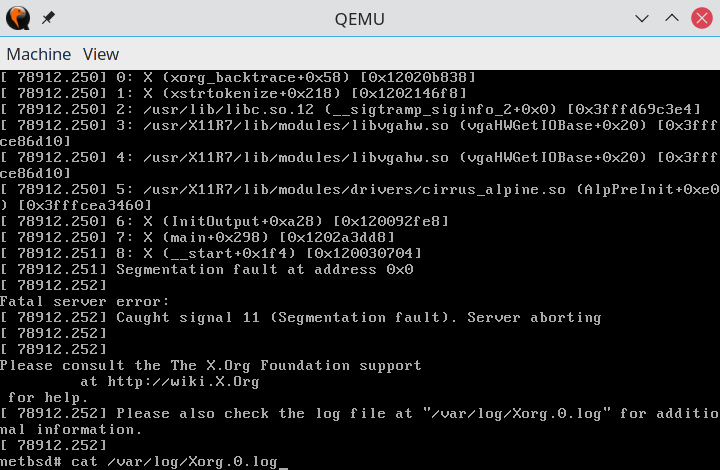 QEMU
Machine View
[ 78912.250] 0: X (xorg_backtrace+0x58) [0x12020b838]
[ 78912.250] 1: X (xstrtokenize+0x218) [0x1202146f8]
[ 78912.250] 2: /usr/lib/libc.so.12 (__sigtramp_siginfo_2+0x0) [0x3fffd69c3e4]
[ 78912.250] 3: /usr/X11R7/lib/modules/libvgahw.so (vgaHWGetIOBase+0x20) [0x3fff
ce86d10]
[ 78912.250] 4: /usr/X11R7/lib/modules/libvgahw.so (vgaHWGetIOBase+0x20) [0x3fff
ce86d10]
[ 78912.250] 5: /usr/X11R7/lib/modules/drivers/cirrus_alpine.so (AlpPreInit+0xe0
) [0x3fffcea3460]
[ 78912.250] 6: X (InitOutput+0xa28) [0x120092fe8]
[ 78912.250] 7: X (main+0x298) [0x1202a3dd8]
[ 78912.251] 8: X (__start+0x1f4) [0x120030704]
[ 78912.251] Segmentation fault at address 0x0
[ 78912.252]
Fatal server error:
[ 78912.252] Caught signal 11 (Segmentation fault). Server aborting
[ 78912.252]
[ 78912.252]
Please consult the The X.Org Foundation support
at http://wiki.X.Org
for help.
[ 78912.252] Please also check the log file at "/var/log/Xorg.0.log" for additio
nal information.
[ 78912.252]
netbsd# cat /var/log/Xorg.0.log_